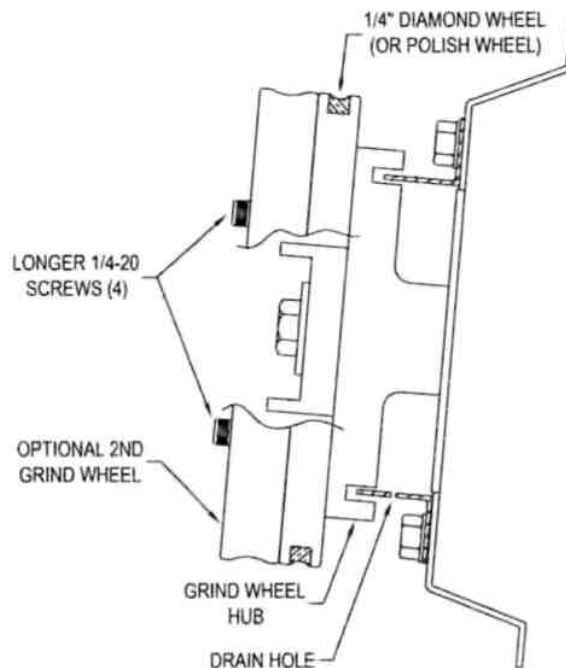 1/4" DIAMOND WHEEL
(OR POLISH WHEEL)
LONGER 1/4-20
SCREWS (4)
OPTIONAL 2ND
GRIND WHEEL
GRIND WHEEL
HUB
DRAIN HOLE